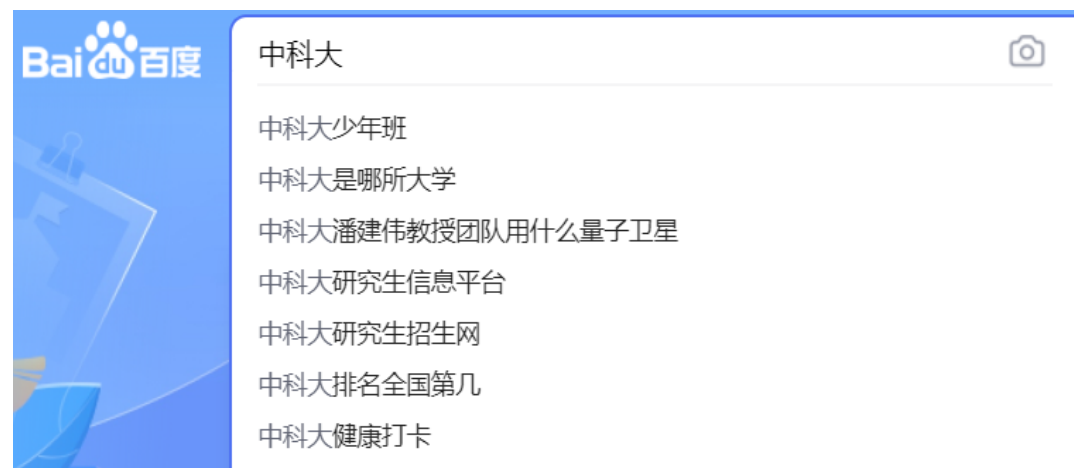 Bai du 百度
中科大
中科大少年班
中科大是哪所大学
中科大潘建伟教授团队用什么量子卫星
中科大研究生信息平台
中科大研究生招生网
中科大排名全国第几
中科大健康打卡